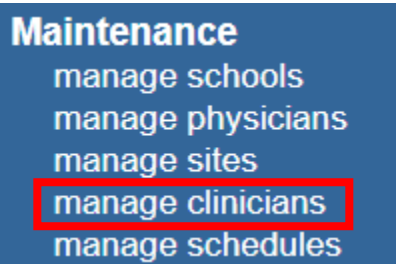 Maintenance
manage schools
manage physicians
manage sites
manage clinicians
manage schedules